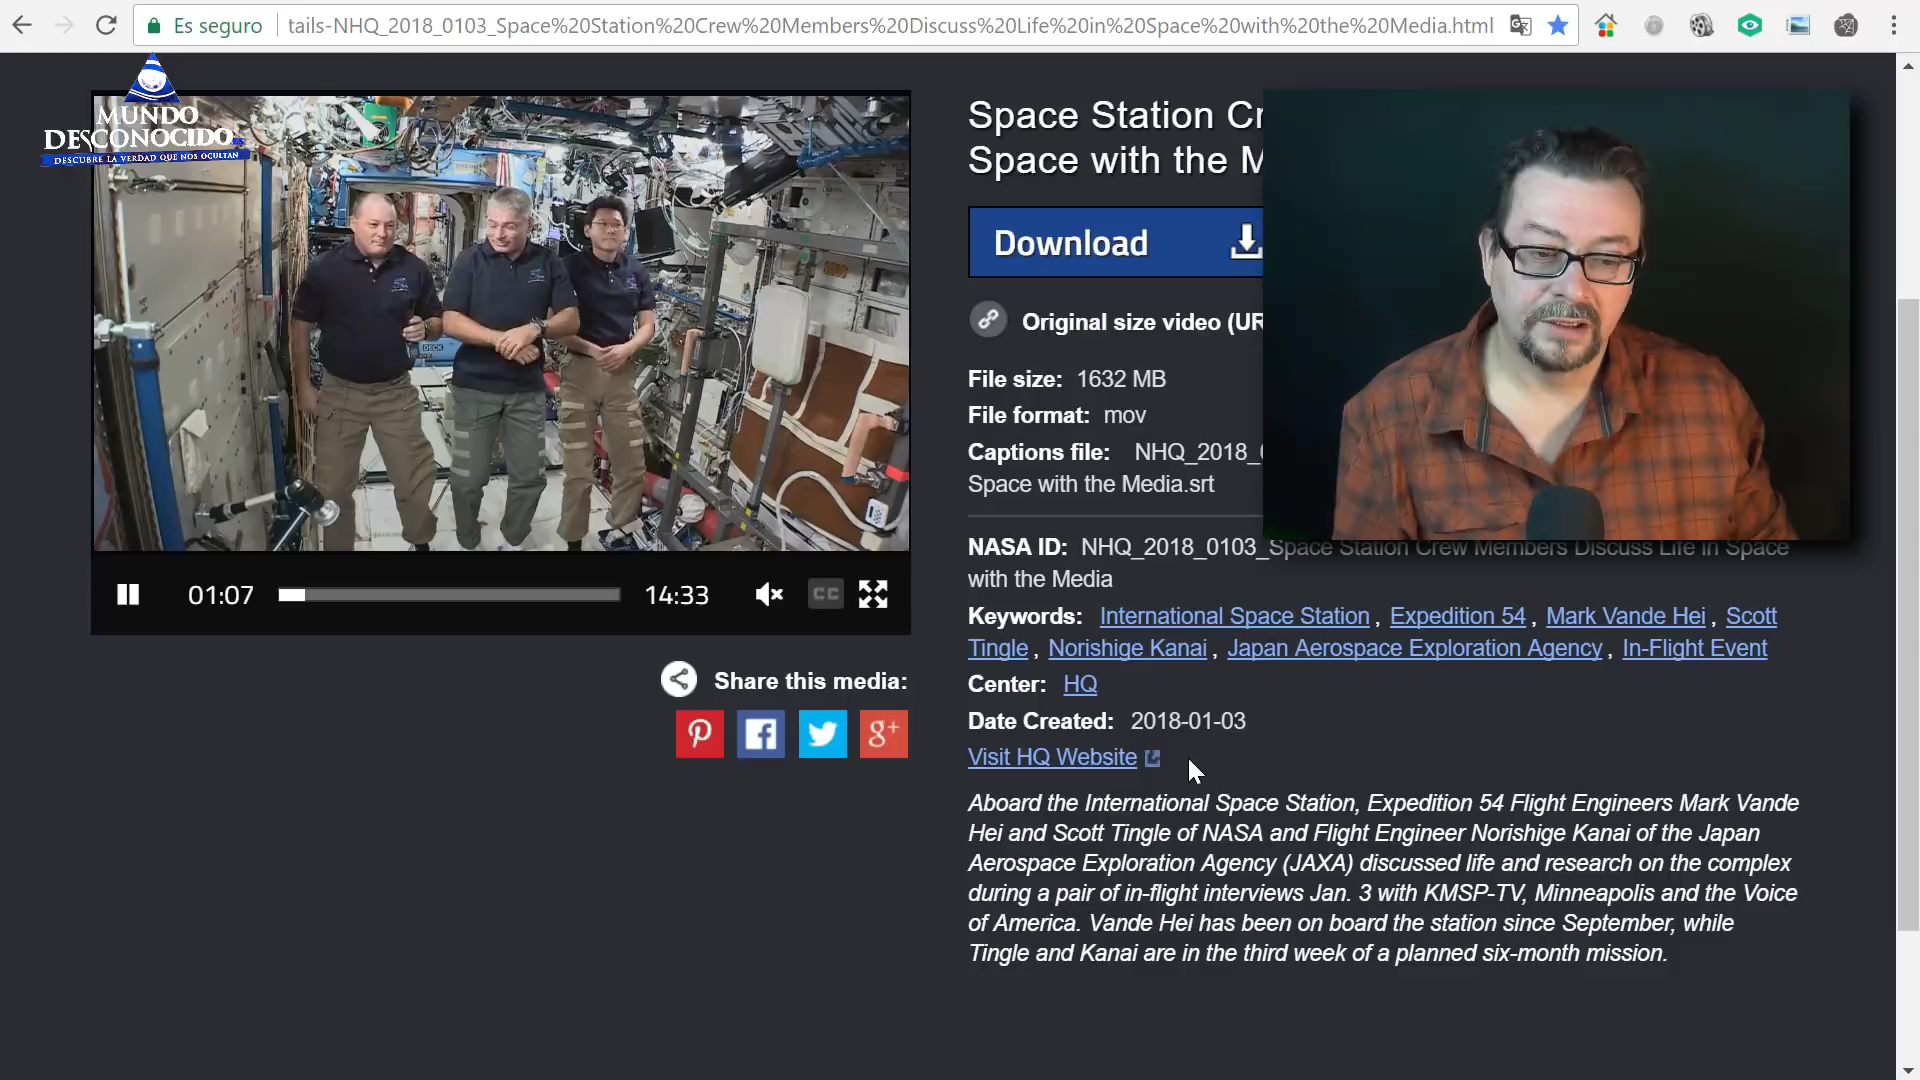 Es seguro
tails-NHQ_2018_0103_Space%20Station%20Crew%20Members%20Discuss%20Life%20in%20Space%20with%20the%20Media.html
MUNDO
DESCONOCIDO
DESCUBRE LA VERDAD QUE NOS OCULTAN
DECK
01:07
14:33
CC
Share this media:
g+
Space Station Cr
Space with the M
Download
Original size video (UR
File size: 1632 MB
File format: mov
Captions file: NHQ_2018_
Space with the Media.srt
NASA ID: NHQ_2018_0103_Space Station Crew Members Discuss Life in Space
with the Media
Keywords: International Space Station , Expedition 54 , Mark Vande Hei , Scott
Tingle , Norishige Kanai , Japan Aerospace Exploration Agency , In-Flight Event
Center: HQ
Date Created: 2018-01-03
Visit HQ Website
Aboard the International Space Station, Expedition 54 Flight Engineers Mark Vande
Hei and Scott Tingle of NASA and Flight Engineer Norishige Kanai of the Japan
Aerospace Exploration Agency (JAXA) discussed life and research on the complex
during a pair of in-flight interviews Jan. 3 with KMSP-TV, Minneapolis and the Voice
of America. Vande Hei has been on board the station since September, while
Tingle and Kanai are in the third week of a planned six-month mission.